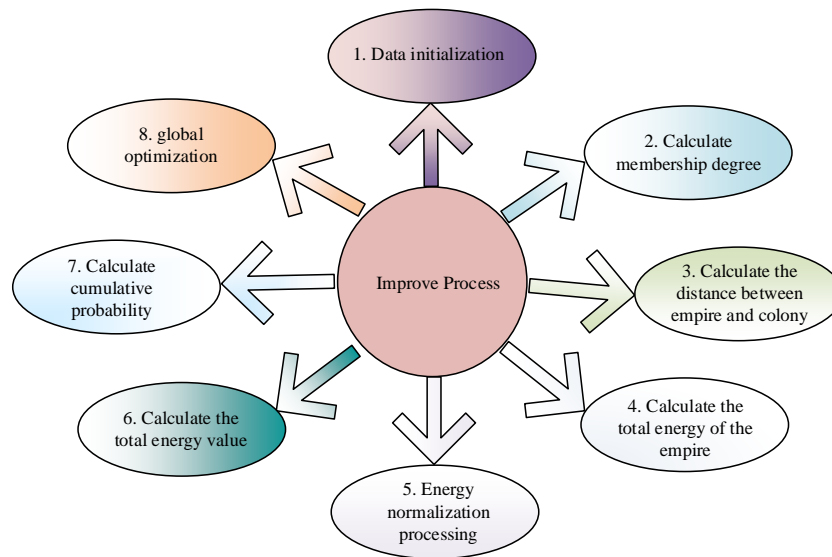 1. Data initialization
2. Calculate
membership degree
3. Calculate the
distance between
empire and colony
4. Calculate the
total energy of the
empire
5. Energy
normalization
processing
6. Calculate the
total energy value
7. Calculate
cumulative
probability
8. global
optimization
Improve Process